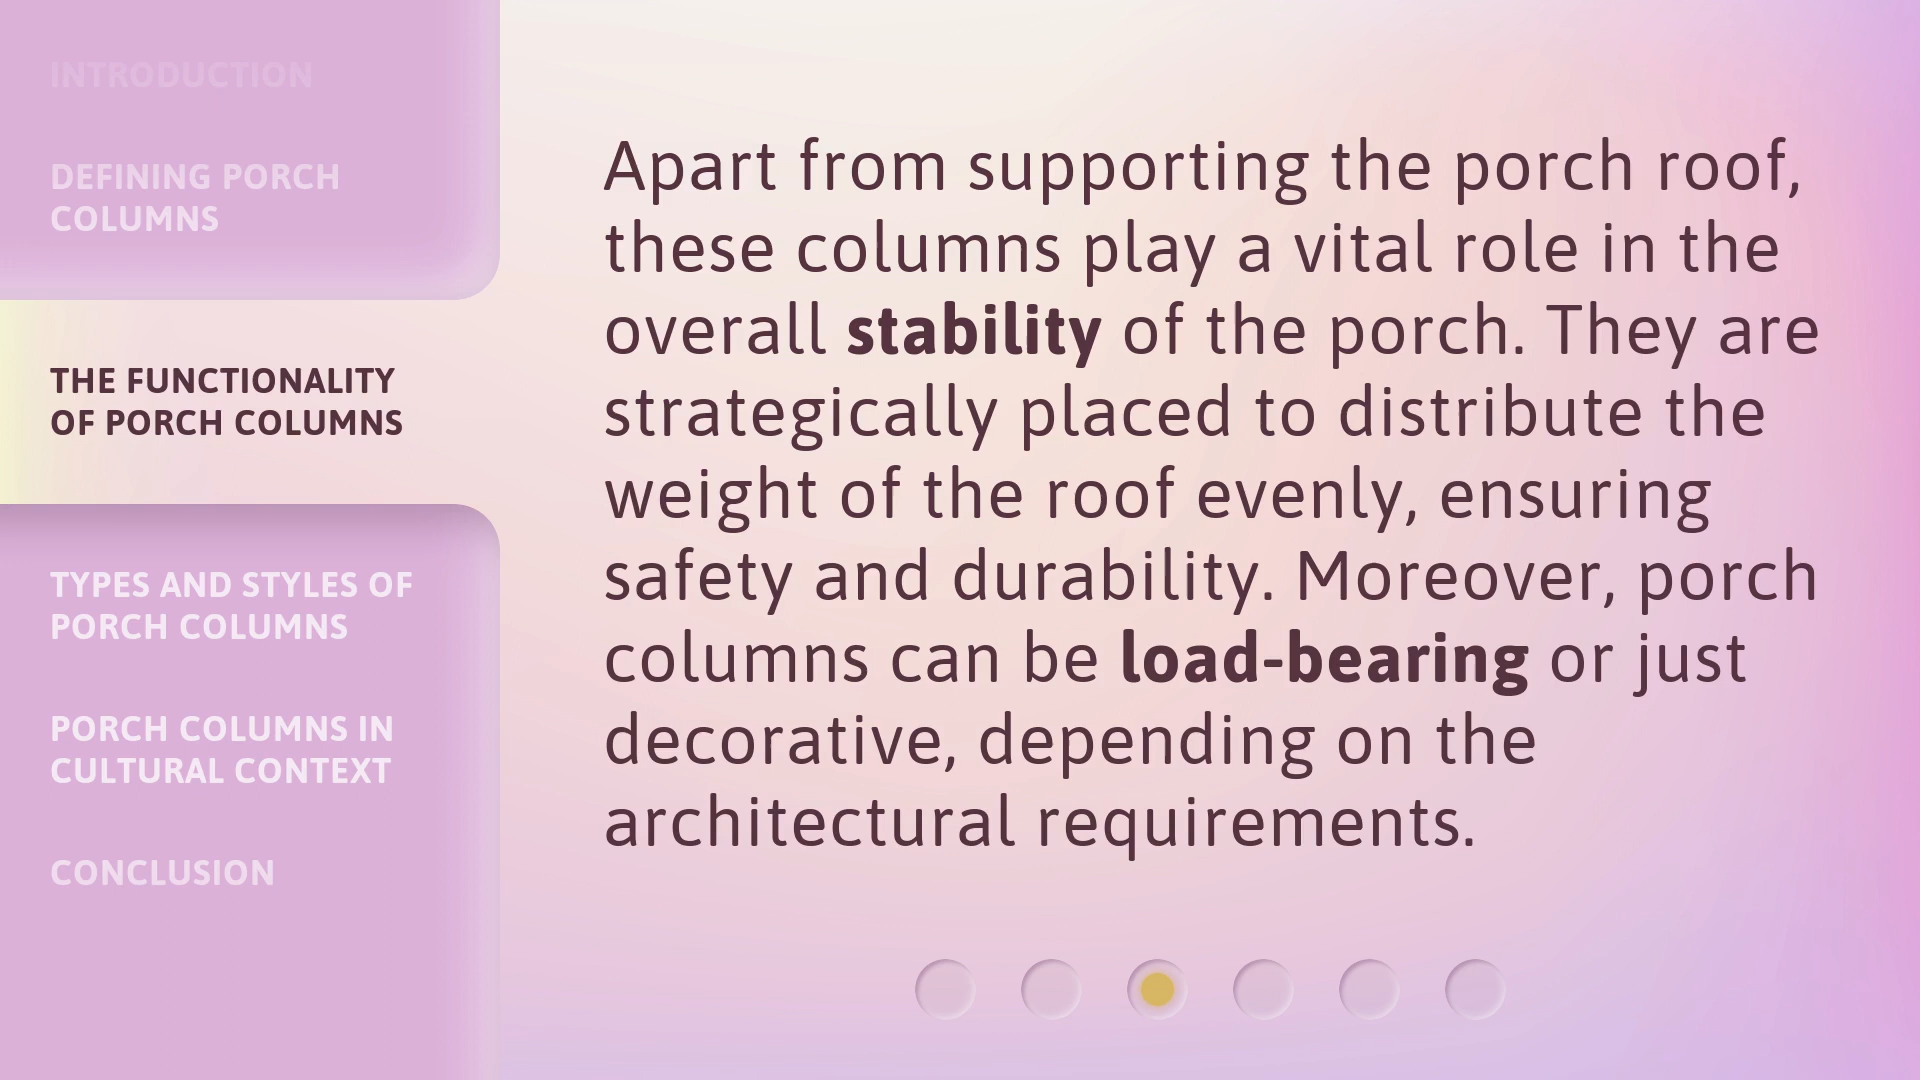 INTRODUCTION
DEFINING PORCH
COLUMNS
THE FUNCTIONALITY
OF PORCH COLUMNS
TYPES AND STYLES OF
PORCH COLUMNS
PORCH COLUMNS IN
CULTURAL CONTEXT
CONCLUSION
Apart from supporting the porch roof,
these columns play a vital role in the
overall stability of the porch. They are
strategically placed to distribute the
weight of the roof evenly, ensuring
safety and durability. Moreover, porch
columns can be load-bearing or just
decorative, depending on the
architectural requirements.